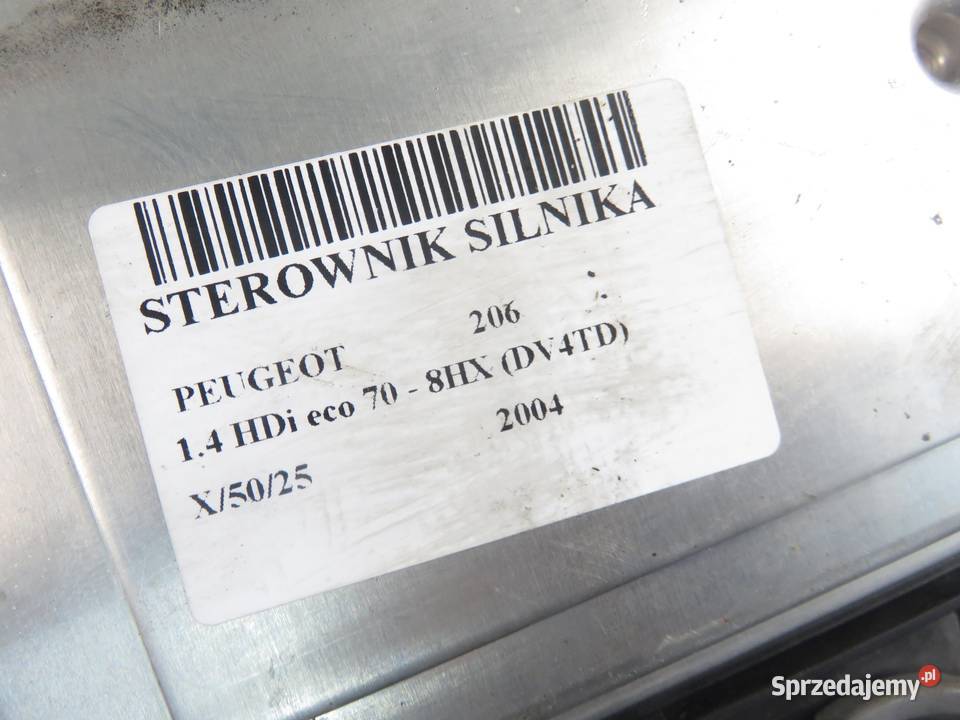 STEROWNIK SILNIKA
PEUGEOT 206
1.4 HDi eco 70 - 8HX (DV4TD)
2004
X/50/25
Sprzedajemy.pl